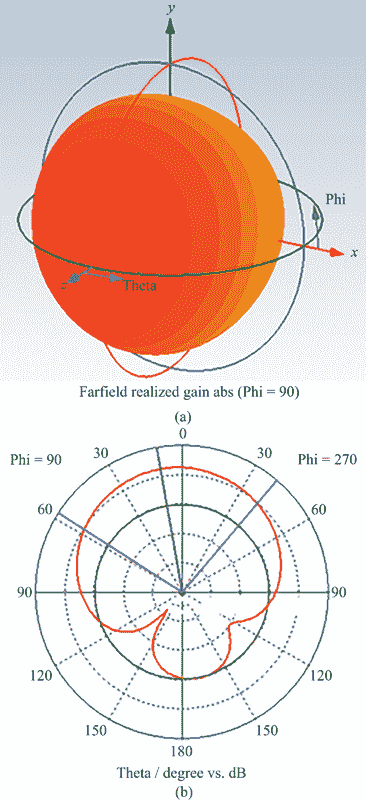 y
Phi
x
z
Theta
Farfield realized gain abs (Phi = 90)
(a)
0
Phi = 90
30
30
Phi = 270
60
60
90
90
120
120
150
150
180
Theta / degree vs. dB
(b)